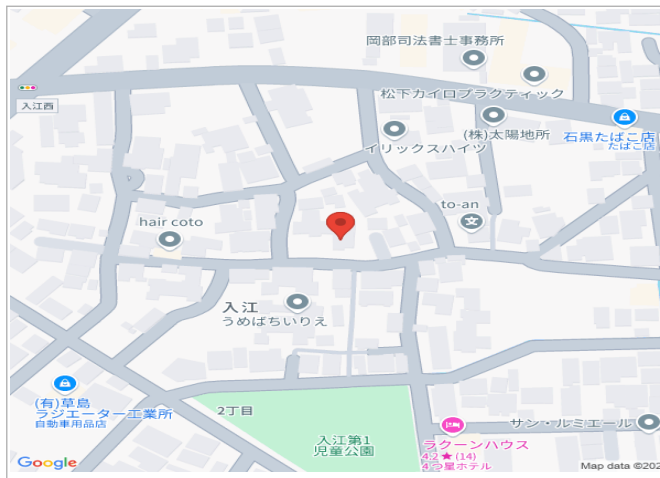 岡部司法書士事務所
松下カイロプラクティック
入江西
(株)太陽地所
石黒たばこ店
たばこ店
イリックスハイツ
to-an
文
hair coto
入江
うめばちいりえ
(有)草島
ラジエーター工業所
自動車用品店
2丁目
入江第1
児童公園
サン・ルミエール
ラクーンハウス
4.2★(14)
4つ星ホテル
Google
Map data ©202